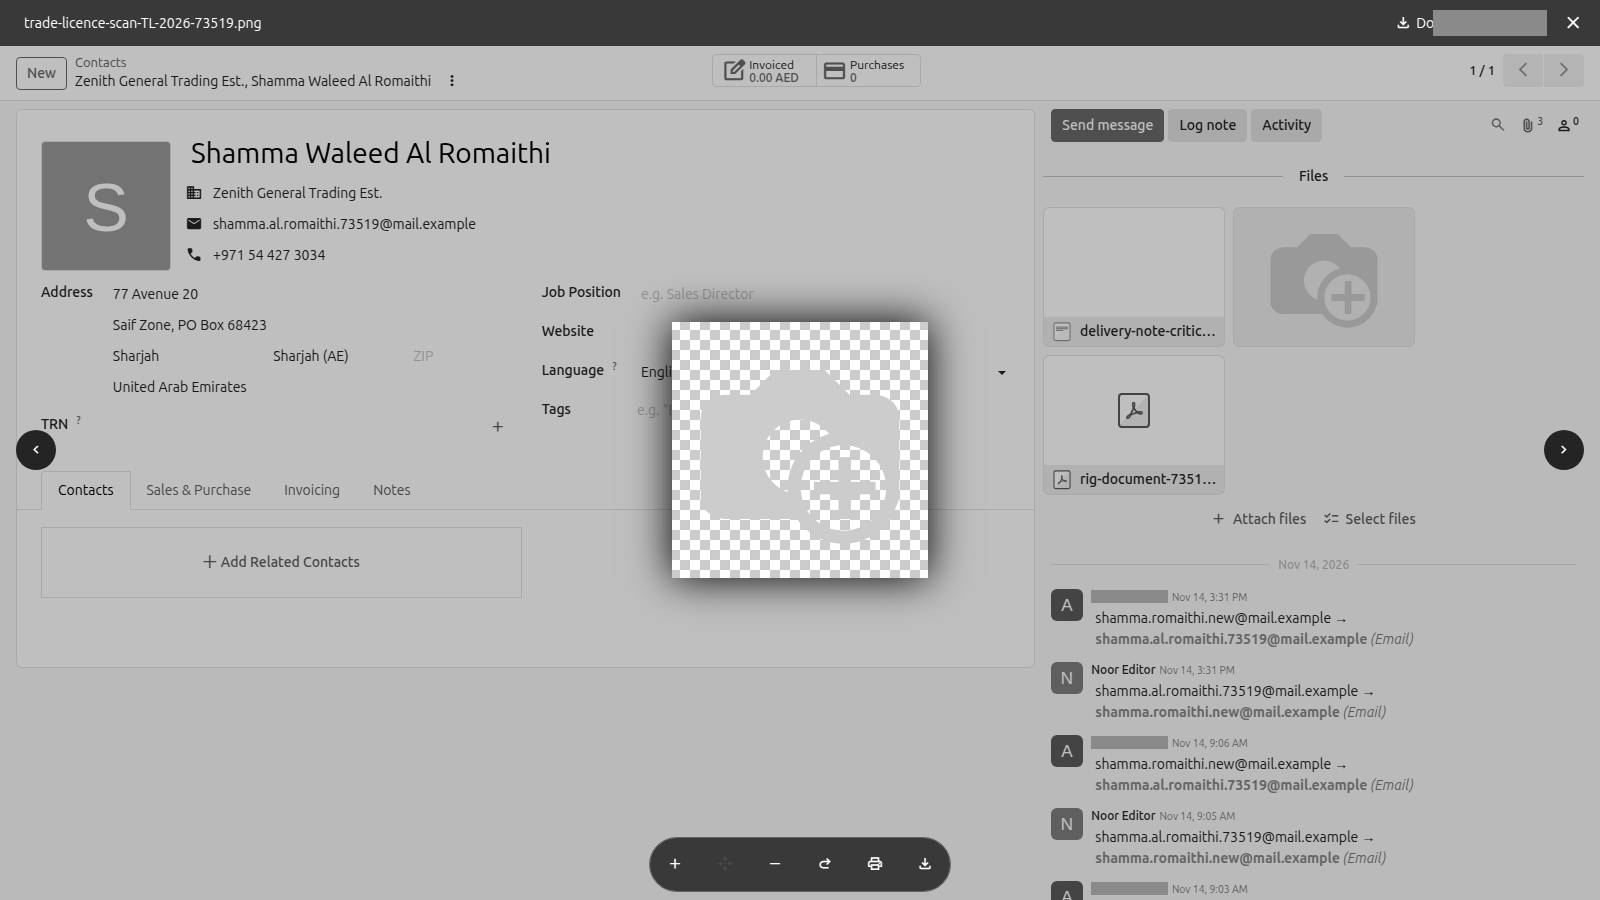 trade-licence-scan-TL-2026-73519.png
Do
New
Contacts
Zenith General Trading Est., Shamma Waleed Al Romaithi
Invoiced
0.00 AED
Purchases
0
1 / 1
Shamma Waleed Al Romaithi
S
Zenith General Trading Est.
shamma.al.romaithi.73519@mail.example
+971 54 427 3034
Address
77 Avenue 20
Saif Zone, PO Box 68423
Sharjah
Sharjah (AE)
ZIP
United Arab Emirates
TRN ?
Job Position
e.g. Sales Director
Website
Language ?
Engli
Tags
e.g. "
Contacts
Sales & Purchase
Invoicing
Notes
Add Related Contacts
Send message
Log note
Activity
3
0
Files
delivery-note-critic...
rig-document-7351...
Attach files
Select files
Nov 14, 2026
A
Nov 14, 3:31 PM
shamma.romaithi.new@mail.example →
shamma.al.romaithi.73519@mail.example (Email)
N
Noor Editor Nov 14, 3:31 PM
shamma.al.romaithi.73519@mail.example →
shamma.romaithi.new@mail.example (Email)
A
Nov 14, 9:06 AM
shamma.romaithi.new@mail.example →
shamma.al.romaithi.73519@mail.example (Email)
N
Noor Editor Nov 14, 9:05 AM
shamma.al.romaithi.73519@mail.example →
shamma.romaithi.new@mail.example (Email)
A
Nov 14, 9:03 AM